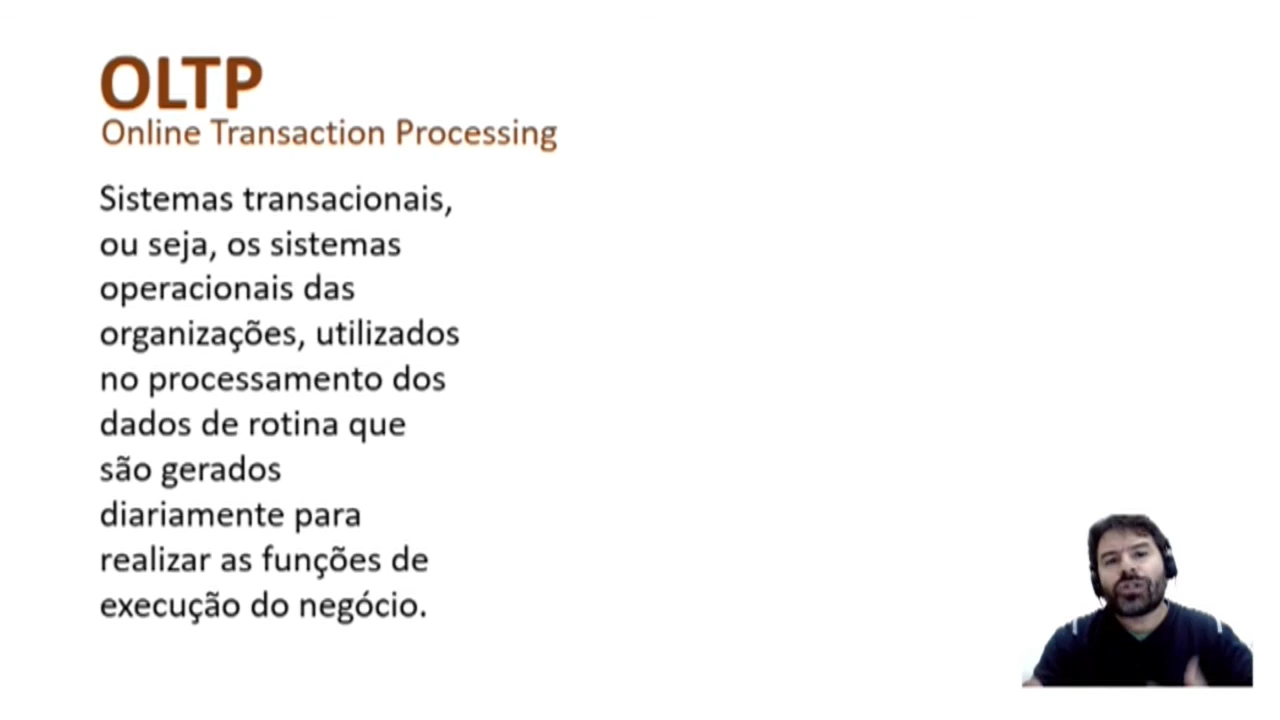 OLTP
Online Transaction Processing
Sistemas transacionais,
ou seja, os sistemas
operacionais das
organizações, utilizados
no processamento dos
dados de rotina que
são gerados
diariamente para
realizar as funções de
execução do negócio.